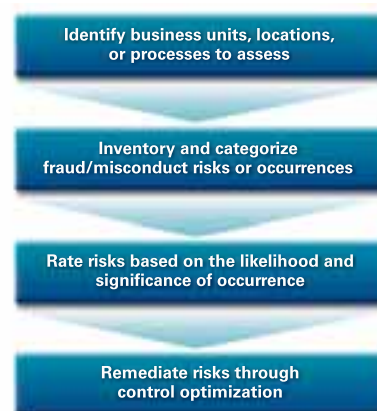 Identify business units, locations,
or processes to assess
Inventory and categorize
fraud/misconduct risks or occurrences
Rate risks based on the likelihood and
significance of occurrence
Remediate risks through
control optimization